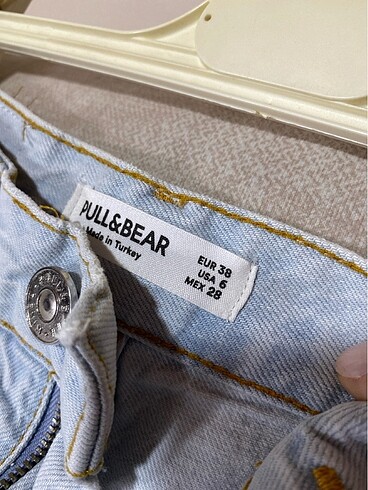 PULL&BEAR
Made in Turkey
EUR 38
USA 6
MEX 28